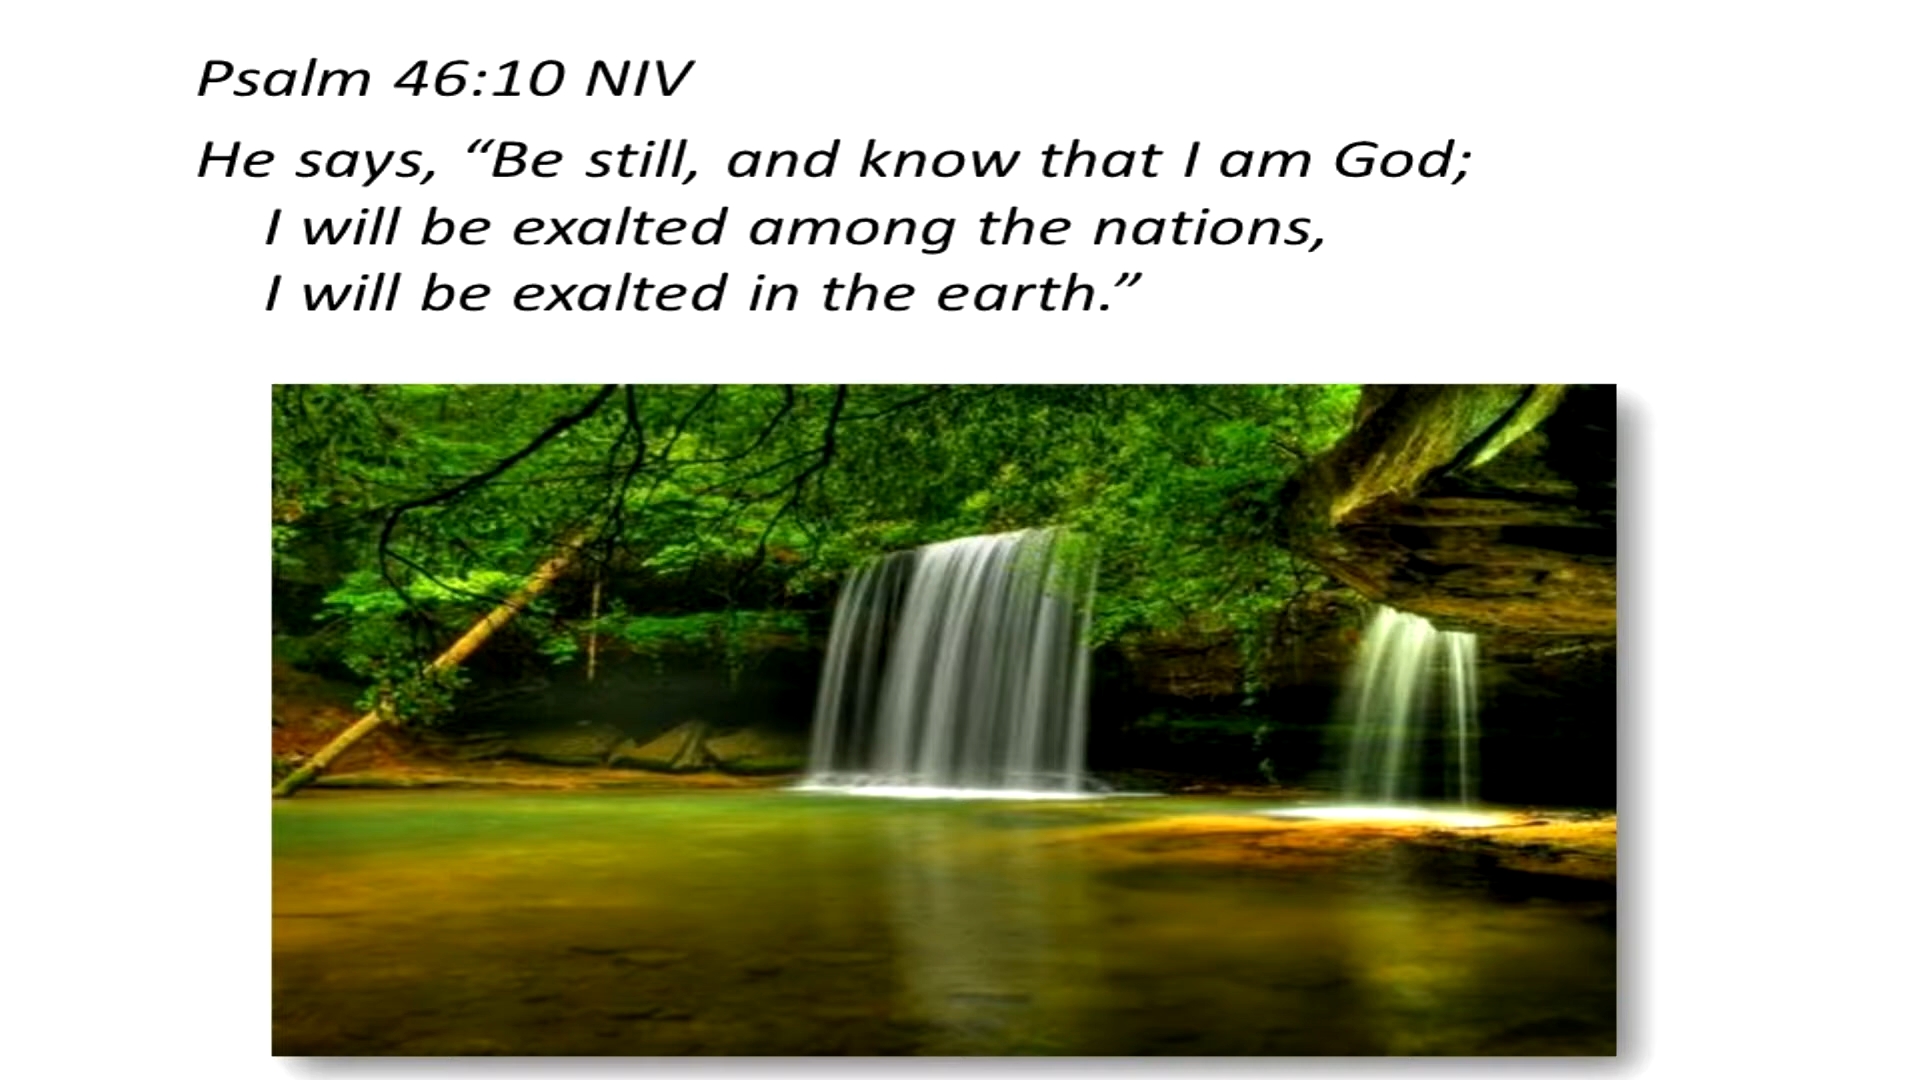 Psalm 46:10 NIV
He says, “Be still, and know that I am God;
I will be exalted among the nations,
I will be exalted in the earth.”